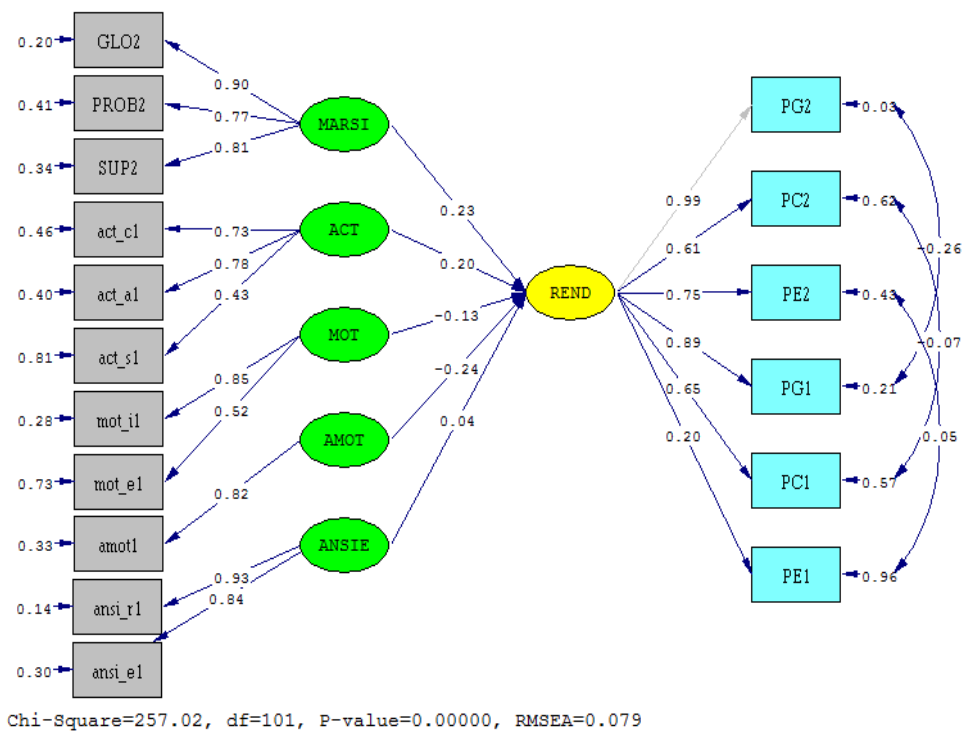 0.20 GLO2
0.41 PROB2
0.34 SUP2
0.46 act_c1
0.40 act_a1
0.81 act_s1
0.28 mot_i1
0.73 mot_e1
0.33 amot1
0.14 ansi_r1
0.30 ansi_e1
0.90
0.77
0.81
0.73
0.78
0.43
0.85
0.52
0.82
0.93
0.84
MARSI
ACT
MOT
AMOT
ANSIE
0.23
0.20
-0.13
-0.24
0.04
REND
0.99
0.61
0.75
0.89
0.65
0.20
PG2 0.03
PC2 0.62
PE2 0.43
PG1 0.21
PC1 0.57
PE1 0.96
-0.26
-0.07
0.05
Chi-Square=257.02, df=101, P-value=0.00000, RMSEA=0.079